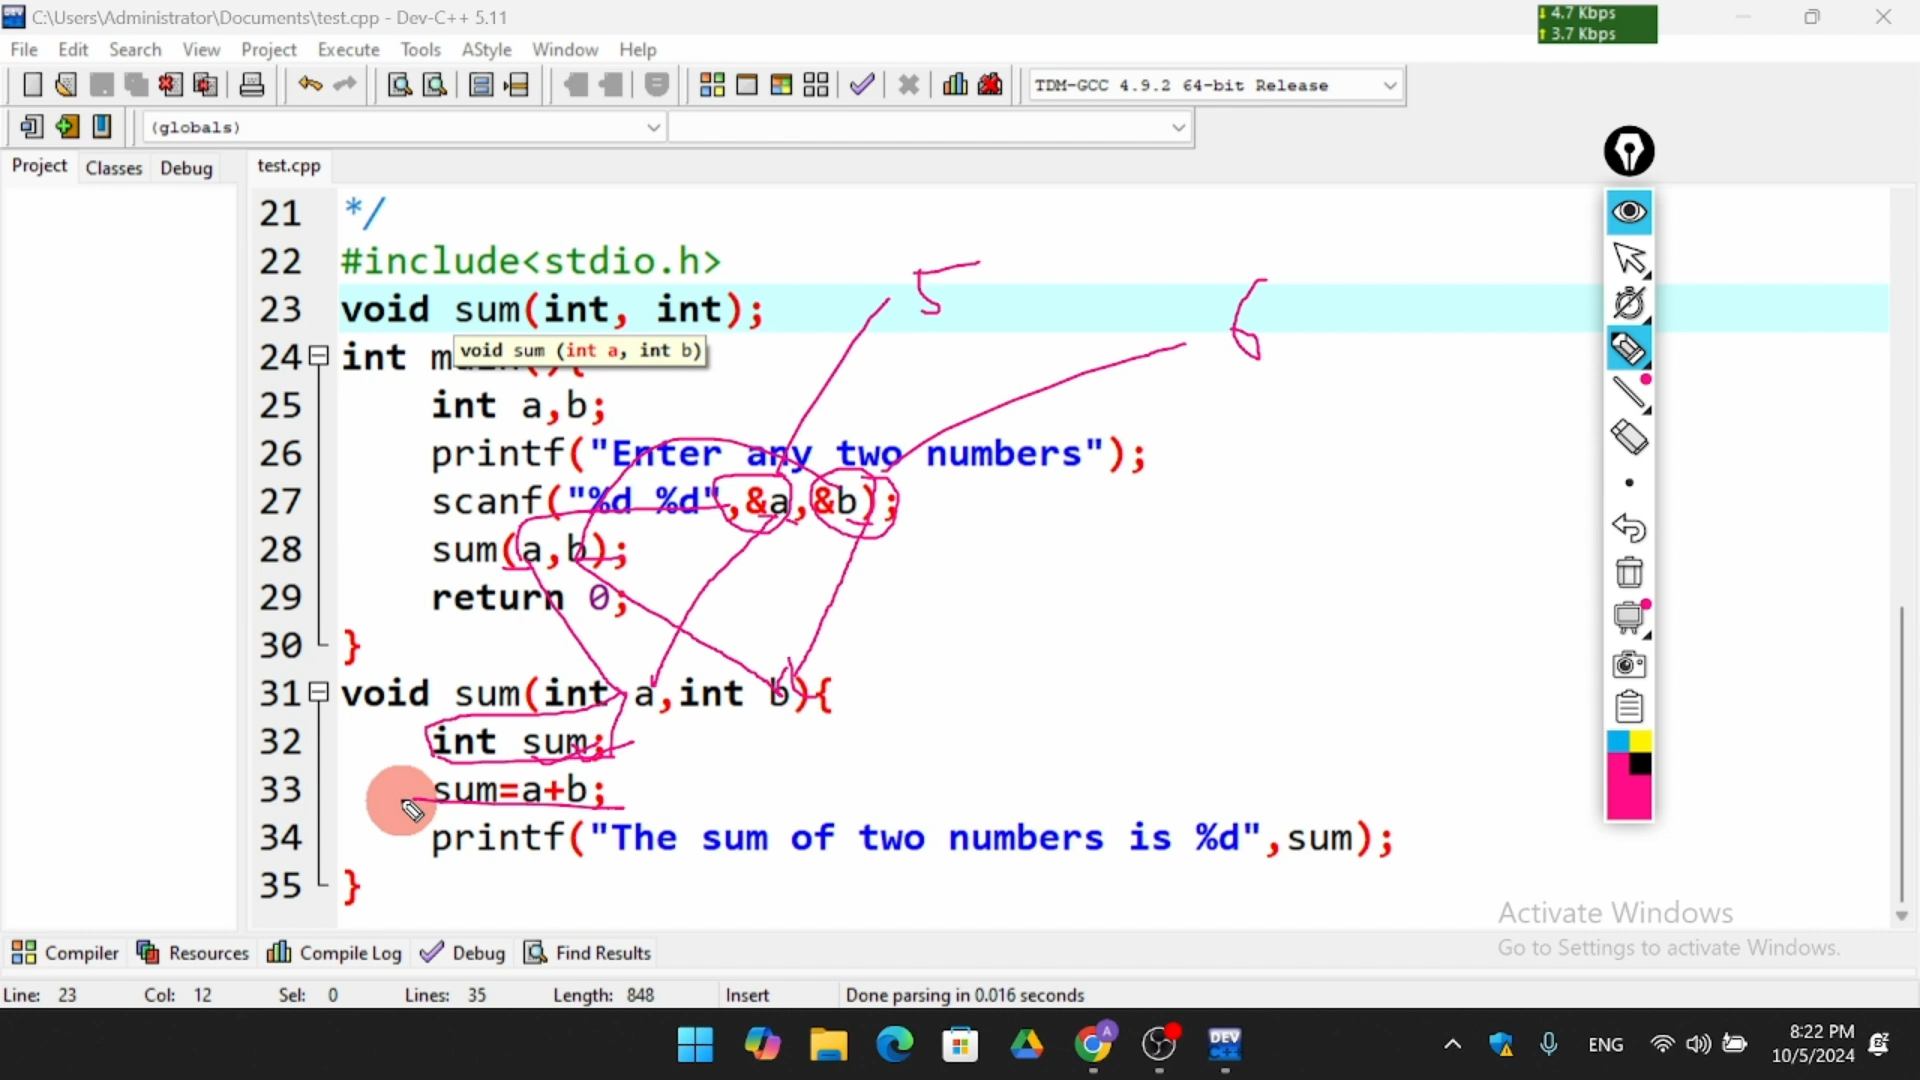 C:\Users\Administrator\Documents\test.cpp - Dev-C++ 5.11
4.7 Kbps
3.7 Kbps
File Edit Search View Project Execute Tools AStyle Window Help
TDM-GCC 4.9.2 64-bit Release
(globals)
Project Classes Debug test.cpp
21 */
22 #include<stdio.h>
5
6
23 void sum(int, int);
void sum (int a, int b)
24 int main(){
25 int a,b;
26 printf("Enter any two numbers");
27 scanf("%d %d",&a,&b);
28 sum(a,b);
29 return 0;
30 }
31 void sum(int a,int b){
32 int sum;
33 sum=a+b;
34 printf("The sum of two numbers is %d",sum);
35 }
Activate Windows
Go to Settings to activate Windows.
Compiler Resources Compile Log Debug Find Results
Line: 23 Col: 12 Sel: 0 Lines: 35 Length: 848 Insert Done parsing in 0.016 seconds
A
DEV C++
ENG
8:22 PM
10/5/2024